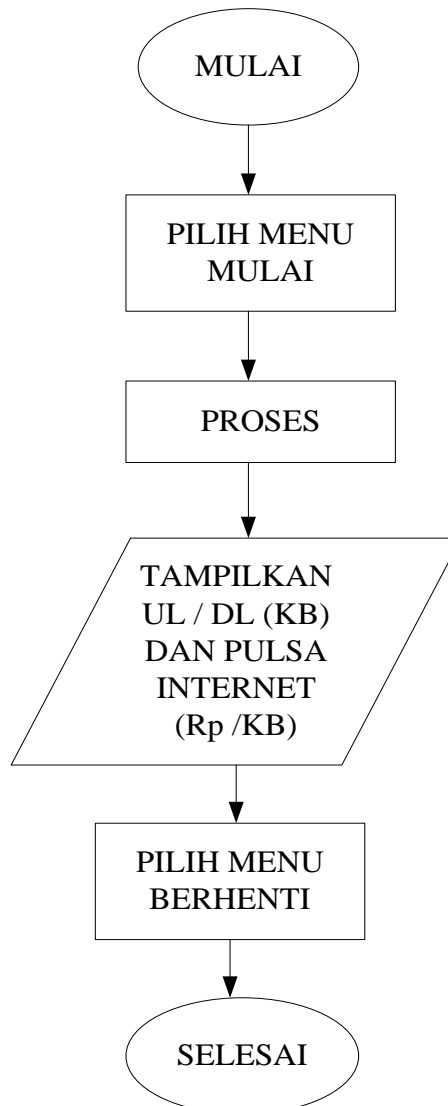 MULAI
PILIH MENU
MULAI
PROSES
TAMPILKAN
UL / DL (KB)
DAN PULSA
INTERNET
(Rp /KB)
PILIH MENU
BERHENTI
SELESAI